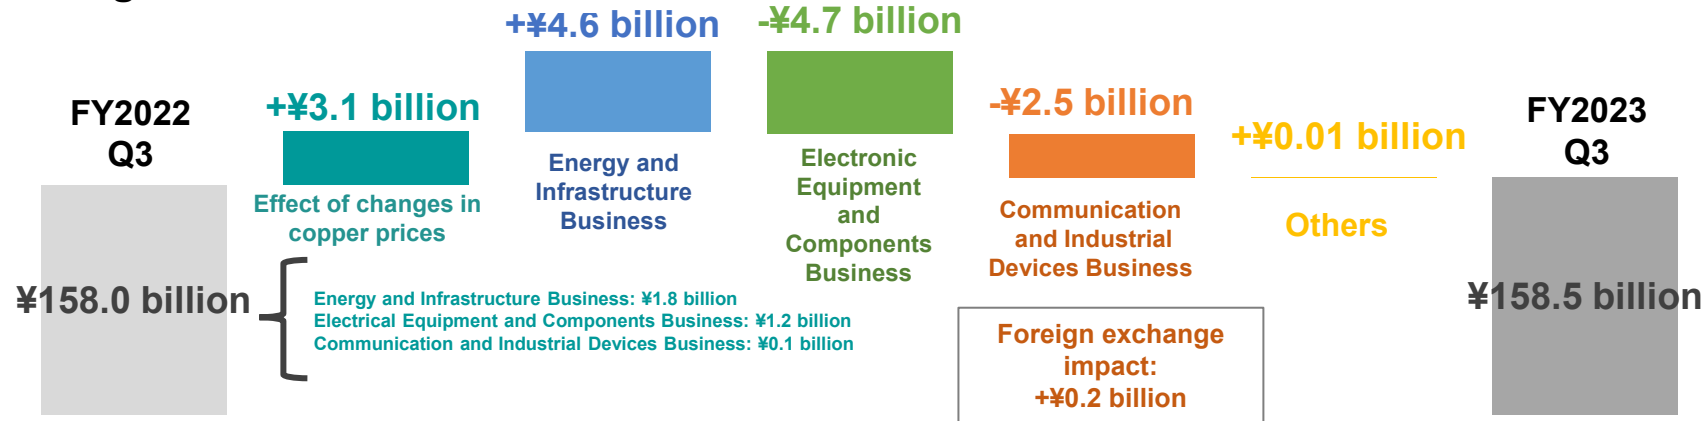 FY2022
Q3
¥158.0 billion
+¥3.1 billion
Effect of changes in
copper prices
Energy and Infrastructure Business: ¥1.8 billion
Electrical Equipment and Components Business: ¥1.2 billion
Communication and Industrial Devices Business: ¥0.1 billion
+¥4.6 billion
Energy and
Infrastructure
Business
-¥4.7 billion
Electronic
Equipment
and
Components
Business
-¥2.5 billion
Communication
and Industrial
Devices Business
Foreign exchange
impact:
+¥0.2 billion
+¥0.01 billion
Others
FY2023
Q3
¥158.5 billion